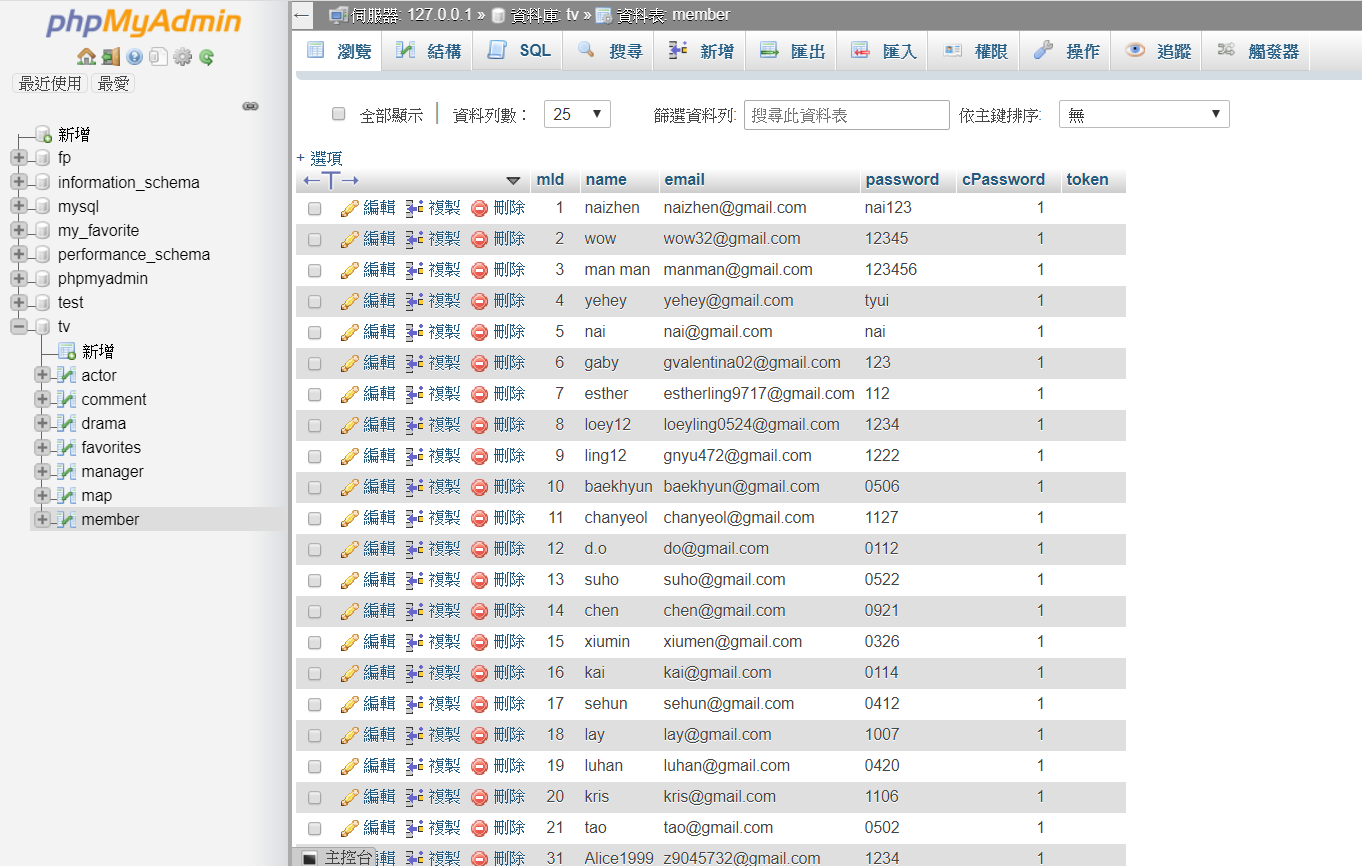 phpMyAdmin
最近使用 最愛
新增
fp
information_schema
mysql
my_favorite
performance_schema
phpmyadmin
test
tv
新增
actor
comment
drama
favorites
manager
map
member
伺服器: 127.0.0.1 » 資料庫: tv » 資料表: member
瀏覽 結構 SQL 搜尋 新增 匯出 匯入 權限 操作 追蹤 觸發器
全部顯示 | 資料列數： 25 篩選資料列: 搜尋此資料表 依主鍵排序: 無
+ 選項
←T→ mId name email password cPassword token
編輯 複製 刪除 1 naizhen naizhen@gmail.com nai123 1
編輯 複製 刪除 2 wow wow32@gmail.com 12345 1
編輯 複製 刪除 3 man man manman@gmail.com 123456 1
編輯 複製 刪除 4 yehey yehey@gmail.com tyui 1
編輯 複製 刪除 5 nai nai@gmail.com nai 1
編輯 複製 刪除 6 gaby gvalentina02@gmail.com 123 1
編輯 複製 刪除 7 esther estherling9717@gmail.com 112 1
編輯 複製 刪除 8 loey12 loeyling0524@gmail.com 1234 1
編輯 複製 刪除 9 ling12 gnyu472@gmail.com 1222 1
編輯 複製 刪除 10 baekhyun baekhyun@gmail.com 0506 1
編輯 複製 刪除 11 chanyeol chanyeol@gmail.com 1127 1
編輯 複製 刪除 12 d.o do@gmail.com 0112 1
編輯 複製 刪除 13 suho suho@gmail.com 0522 1
編輯 複製 刪除 14 chen chen@gmail.com 0921 1
編輯 複製 刪除 15 xiumin xiumen@gmail.com 0326 1
編輯 複製 刪除 16 kai kai@gmail.com 0114 1
編輯 複製 刪除 17 sehun sehun@gmail.com 0412 1
編輯 複製 刪除 18 lay lay@gmail.com 1007 1
編輯 複製 刪除 19 luhan luhan@gmail.com 0420 1
編輯 複製 刪除 20 kris kris@gmail.com 1106 1
編輯 複製 刪除 21 tao tao@gmail.com 0502 1
主控台 輯 複製 刪除 31 Alice1999 z9045732@gmail.com 1234 1